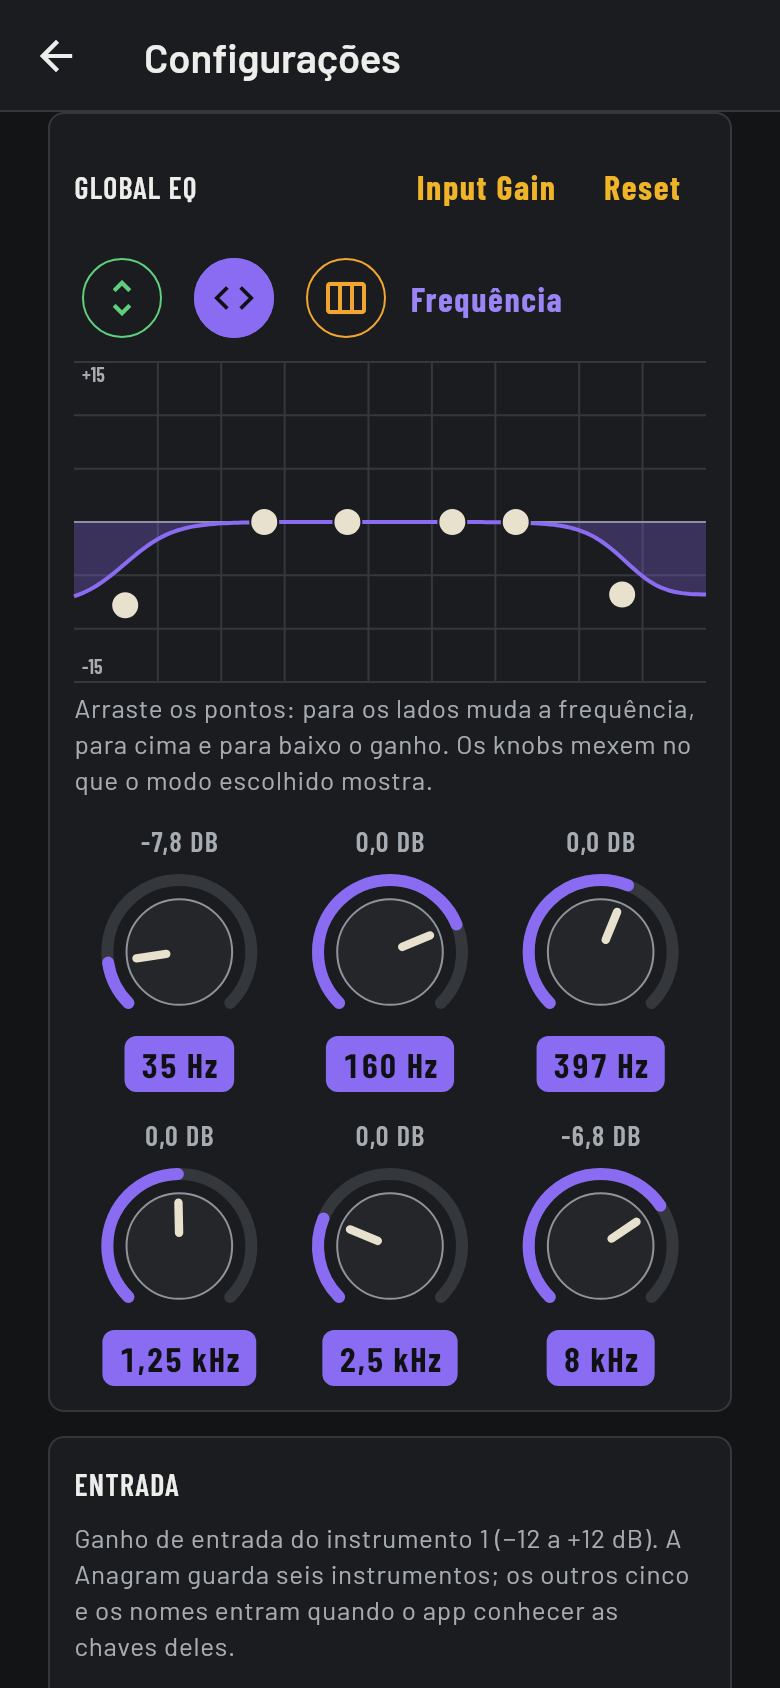 Configurações
GLOBAL EQ Input Gain Reset
Frequência
+15
-15
Arraste os pontos: para os lados muda a frequência,
para cima e para baixo o ganho. Os knobs mexem no
que o modo escolhido mostra.
-7,8 DB 0,0 DB 0,0 DB
35 Hz 160 Hz 397 Hz
0,0 DB 0,0 DB -6,8 DB
1,25 kHz 2,5 kHz 8 kHz
ENTRADA
Ganho de entrada do instrumento 1 (−12 a +12 dB). A
Anagram guarda seis instrumentos; os outros cinco
e os nomes entram quando o app conhecer as
chaves deles.